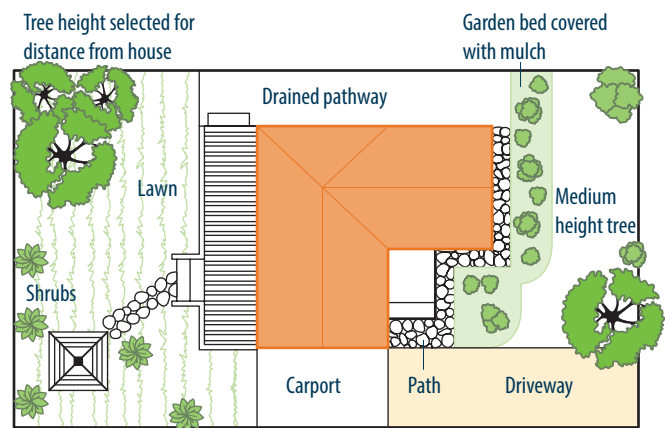 Tree height selected for
distance from house
Garden bed covered
with mulch
Drained pathway
Lawn
Medium
height tree
Shrubs
Carport
Path
Driveway